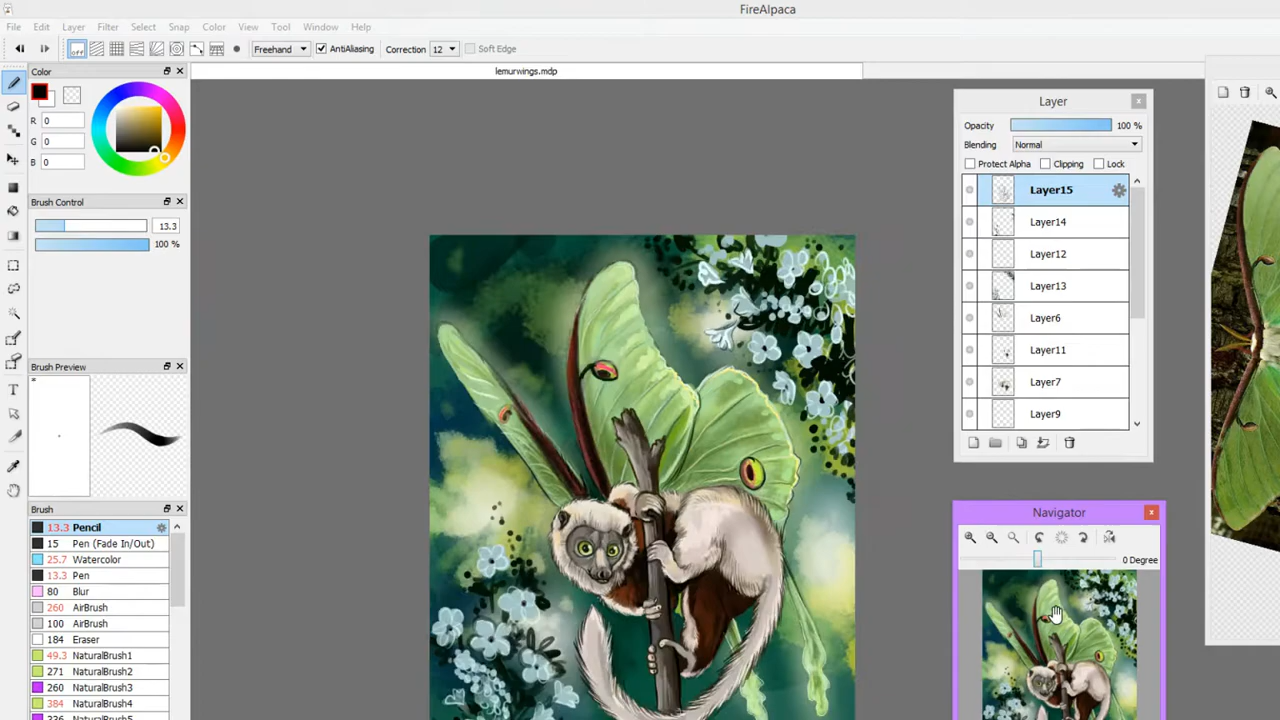 FireAlpaca
File Edit Layer Filter Select Snap Color View Tool Window Help
off Freehand AntiAliasing Correction 12 Soft Edge
Color
lemurwings.mdp
R 0
G 0
B 0
Brush Control
13.3
100 %
Brush Preview
Brush
13.3 Pencil
15 Pen (Fade In/Out)
25.7 Watercolor
13.3 Pen
80 Blur
260 AirBrush
100 AirBrush
184 Eraser
49.3 NaturalBrush1
271 NaturalBrush2
260 NaturalBrush3
384 NaturalBrush4
336 NaturalBrush5
Layer
Opacity 100 %
Blending Normal
Protect Alpha Clipping Lock
Layer15
Layer14
Layer12
Layer13
Layer6
Layer11
Layer7
Layer9
Navigator
0 Degree